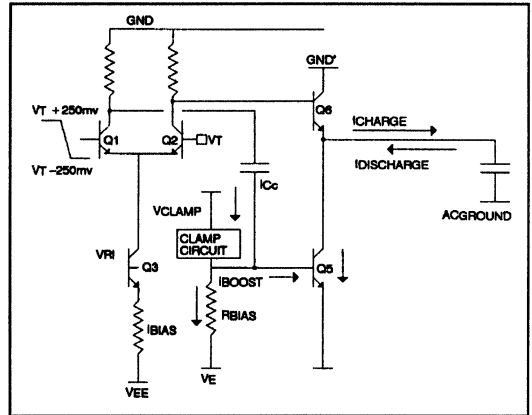 GND
GND'
VT +250mv
VT -250mv
Q1
Q2
VT
Q6
ICHARGE
IDISCHARGE
ICc
VCLAMP
CLAMP
CIRCUIT
ACGROUND
VRI
Q3
IBOOST
Q5
IBIAS
RBIAS
VEE
VE